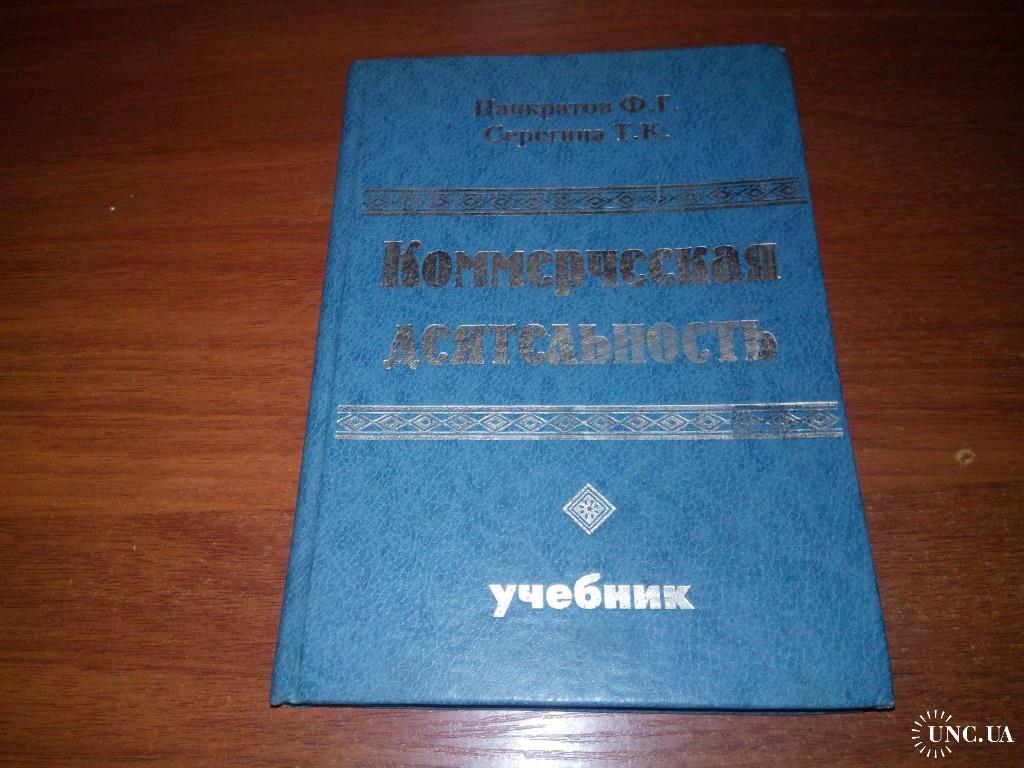 Панкратов Ф.Г.
Серегина Т.К.
Коммерческая
деятельность
учебник
UNC.UA